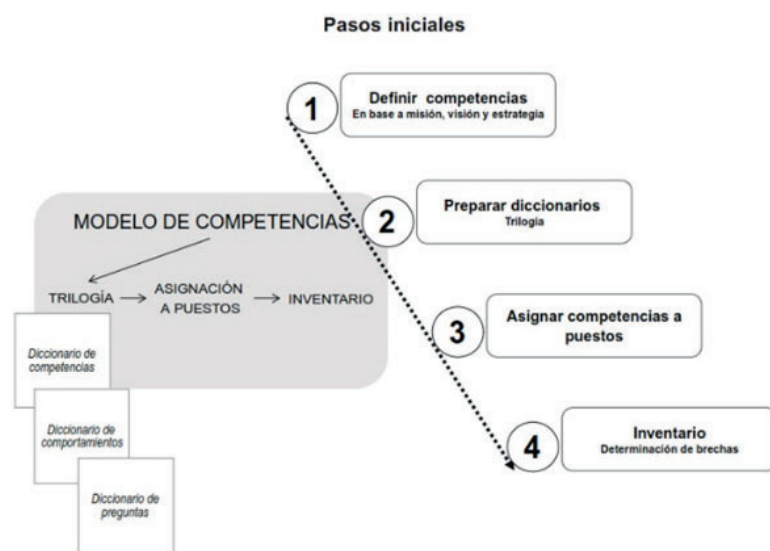 Pasos iniciales
1
Definir competencias
En base a misión, visión y estrategia
2
Preparar diccionarios
Trilogía
3
Asignar competencias a
puestos
4
Inventario
Determinación de brechas
MODELO DE COMPETENCIAS
TRILOGÍA
ASIGNACIÓN
A PUESTOS
INVENTARIO
Diccionario de
competencias
Diccionario de
comportamientos
Diccionario de
preguntas